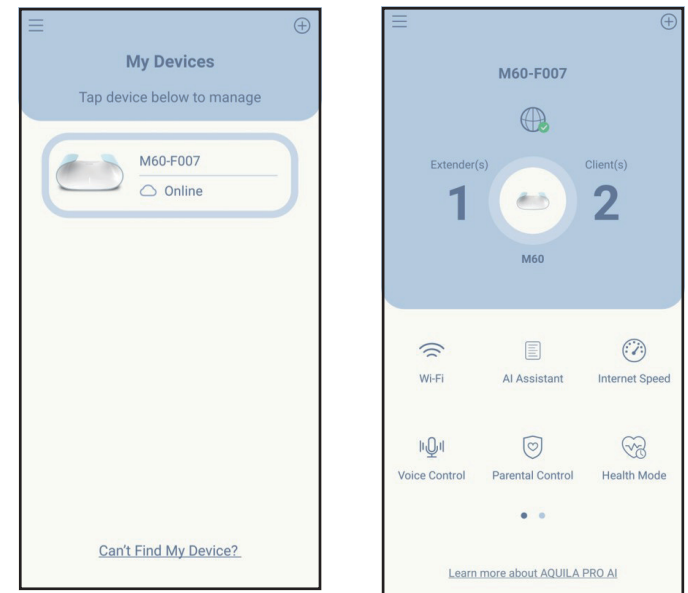 My Devices
Tap device below to manage
M60-F007
Online
Can't Find My Device?
M60-F007
Extender(s) Client(s)
1 2
M60
Wi-Fi AI Assistant Internet Speed
Voice Control Parental Control Health Mode
Learn more about AQUILA PRO AI